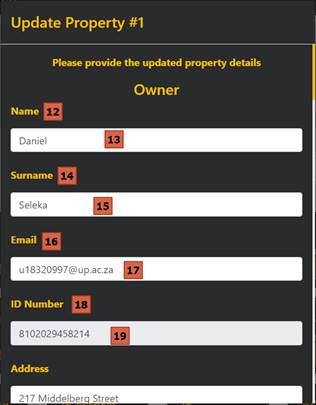 Update Property #1
Please provide the updated property details
Owner
Name 12
Daniel 13
Surname 14
Seleka 15
Email 16
u18320997@up.ac.za 17
ID Number 18
8102029458214 19
Address
217 Middelberg Street